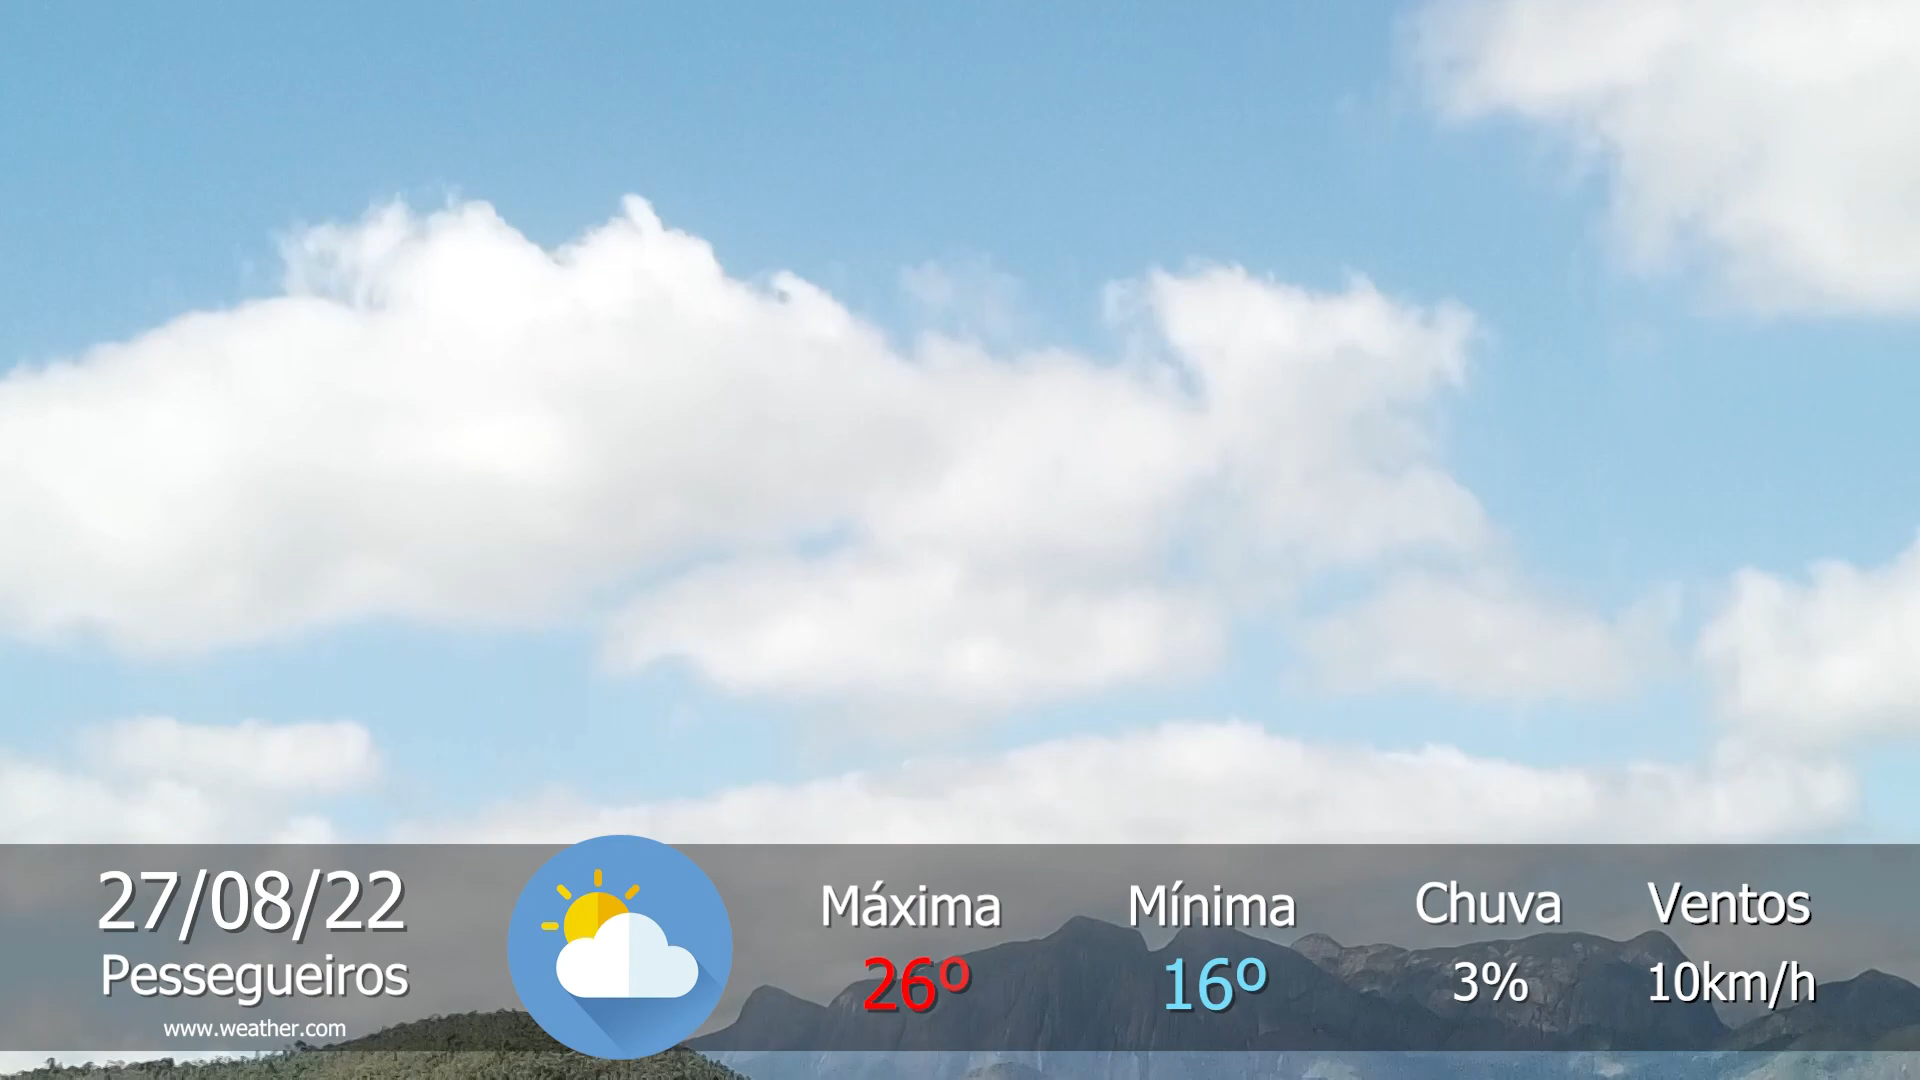 27/08/22
Pessegueiros
www.weather.com
Máxima
26º
Mínima
16º
Chuva
3%
Ventos
10km/h